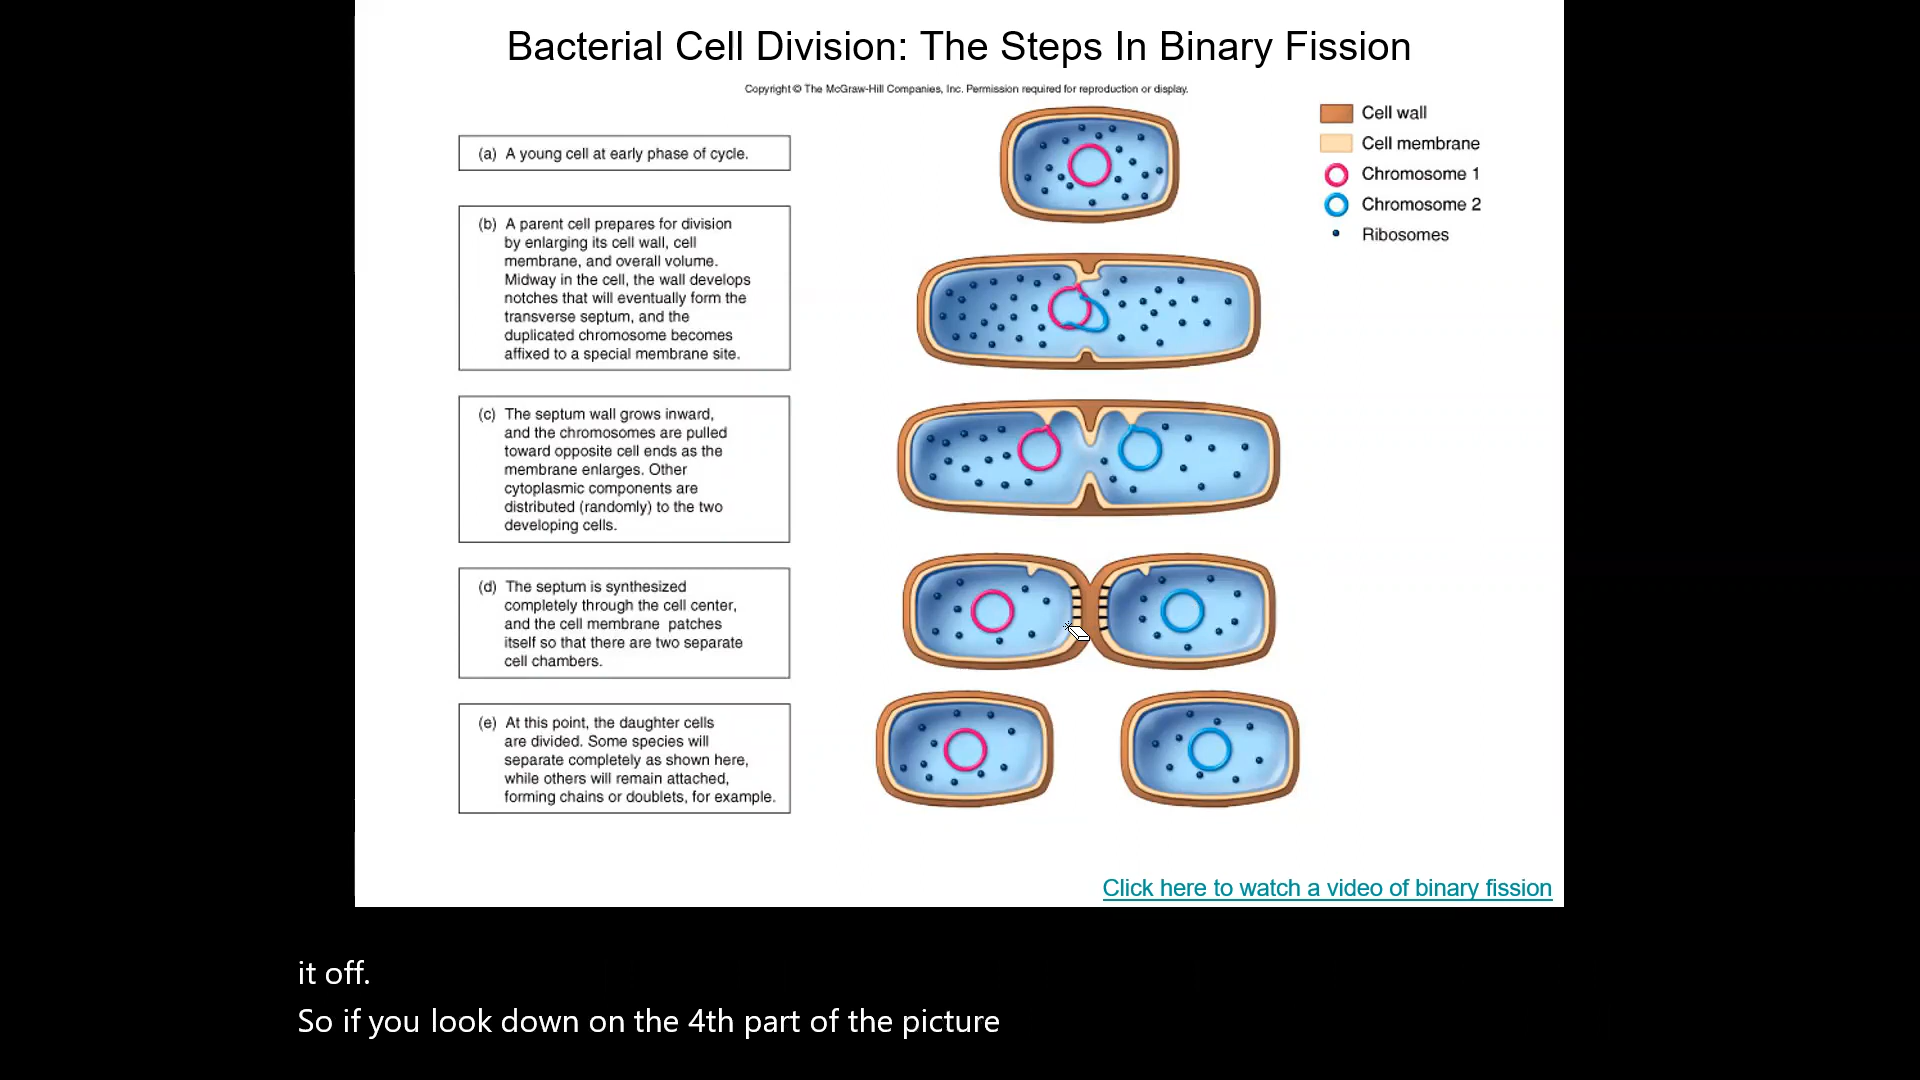 Bacterial Cell Division: The Steps In Binary Fission
Copyright © The McGraw-Hill Companies, Inc. Permission required for reproduction or display.
(a) A young cell at early phase of cycle.
(b) A parent cell prepares for division
by enlarging its cell wall, cell
membrane, and overall volume.
Midway in the cell, the wall develops
notches that will eventually form the
transverse septum, and the
duplicated chromosome becomes
affixed to a special membrane site.
(c) The septum wall grows inward,
and the chromosomes are pulled
toward opposite cell ends as the
membrane enlarges. Other
cytoplasmic components are
distributed (randomly) to the two
developing cells.
(d) The septum is synthesized
completely through the cell center,
and the cell membrane patches
itself so that there are two separate
cell chambers.
(e) At this point, the daughter cells
are divided. Some species will
separate completely as shown here,
while others will remain attached,
forming chains or doublets, for example.
Cell wall
Cell membrane
Chromosome 1
Chromosome 2
Ribosomes
Click here to watch a video of binary fission
it off.
So if you look down on the 4th part of the picture